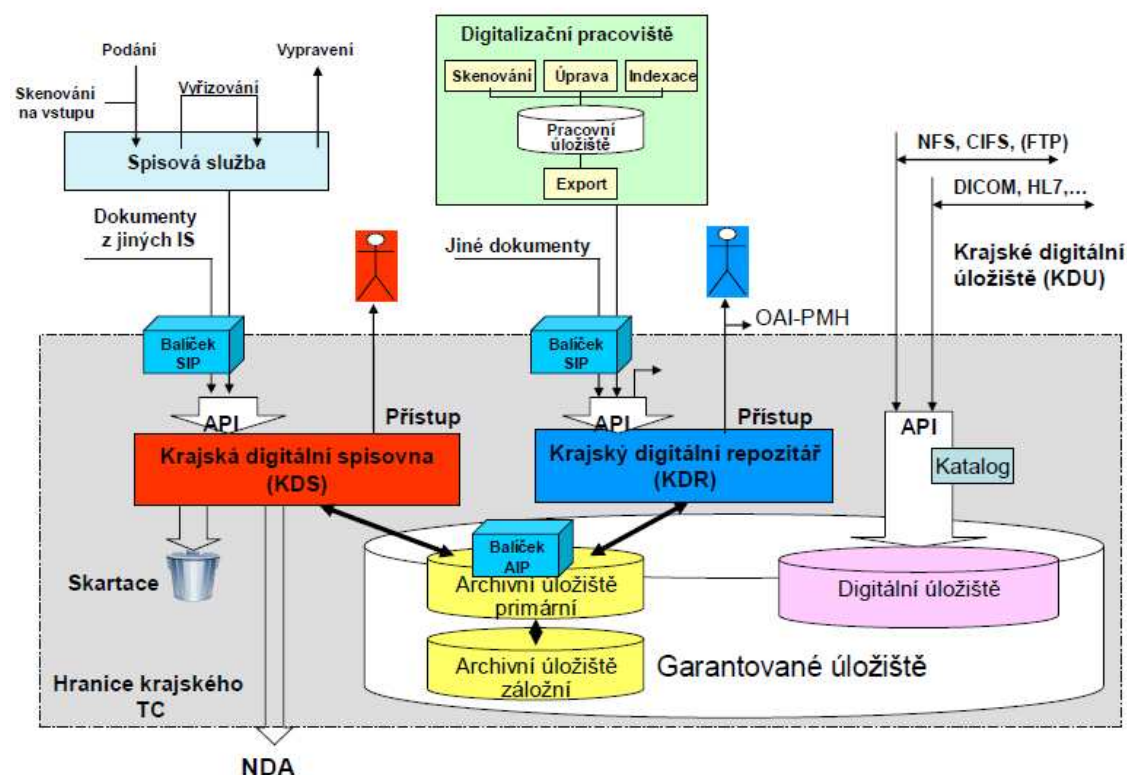 Digitalizační pracoviště
Podání
Vypravení
Skenování
Úprava
Indexace
Skenování
na vstupu
Vyřizování
Pracovní
úložiště
Spisová služba
Export
NFS, CIFS, (FTP)
DICOM, HL7,...
Dokumenty
z jiných IS
Jiné dokumenty
Krajské digitální
úložiště (KDU)
OAI-PMH
Balíček
SIP
Balíček
SIP
API
Přístup
API
Přístup
API
Krajská digitální spisovna
(KDS)
Krajský digitální repozitář
(KDR)
Katalog
Balíček
AIP
Skartace
Archivní úložiště
primární
Digitální úložiště
Archivní úložiště
záložní
Garantované úložiště
Hranice krajského
TC
NDA